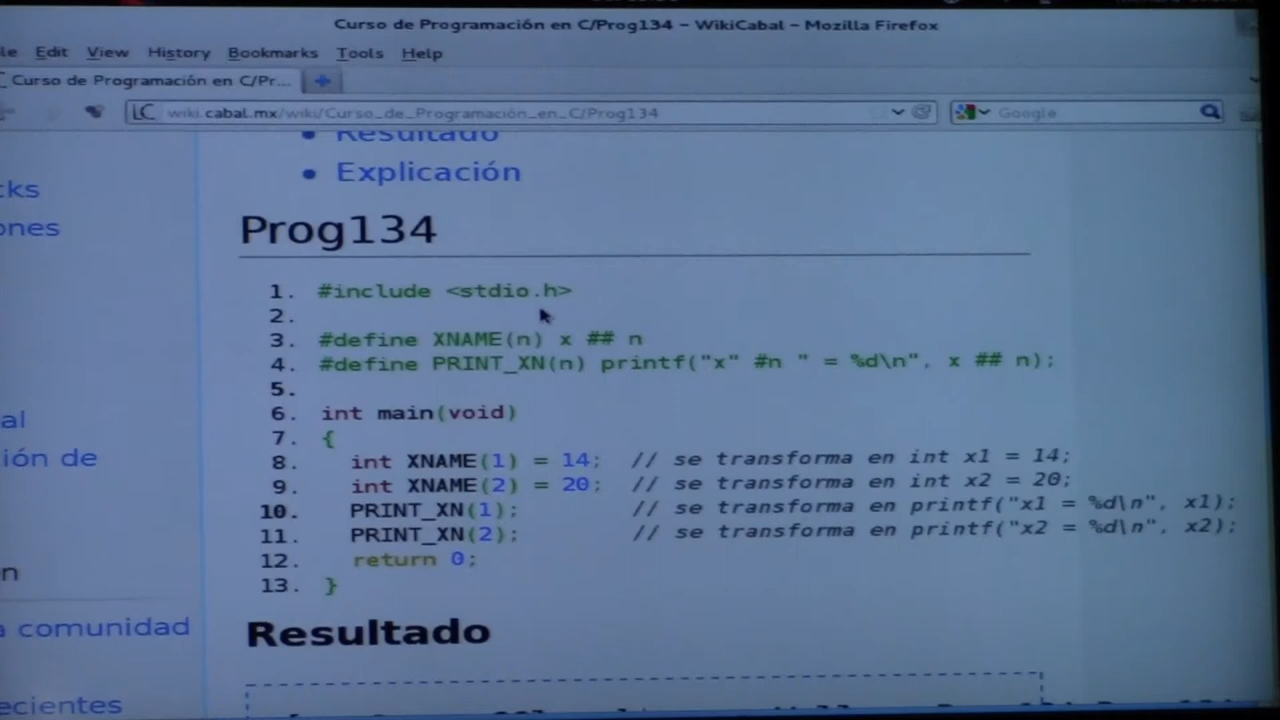 Curso de Programación en C/Prog134 - WikiCabal - Mozilla Firefox
le Edit View History Bookmarks Tools Help
Curso de Programación en C/Pr...
wiki.cabal.mx/wiki/Curso_de_Programación_en_C/Prog134 Google
Resultado
Explicación
cks
ones
al
ión de
n
a comunidad
ecientes
Prog134
1. #include <stdio.h>
2.
3. #define XNAME(n) x ## n
4. #define PRINT_XN(n) printf("x" #n " = %d\n", x ## n);
5.
6. int main(void)
7. {
8. int XNAME(1) = 14; // se transforma en int x1 = 14;
9. int XNAME(2) = 20; // se transforma en int x2 = 20;
10. PRINT_XN(1); // se transforma en printf("x1 = %d\n", x1);
11. PRINT_XN(2); // se transforma en printf("x2 = %d\n", x2);
12. return 0;
13. }
Resultado